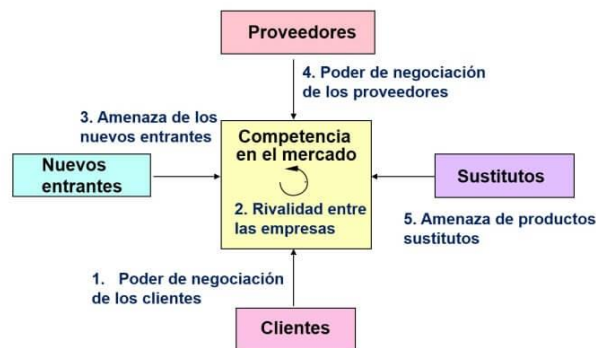 Proveedores
4. Poder de negociación
de los proveedores
3. Amenaza de los
nuevos entrantes
Competencia
en el mercado
Nuevos
entrantes
Sustitutos
2. Rivalidad entre
las empresas
5. Amenaza de productos
sustitutos
1. Poder de negociación
de los clientes
Clientes